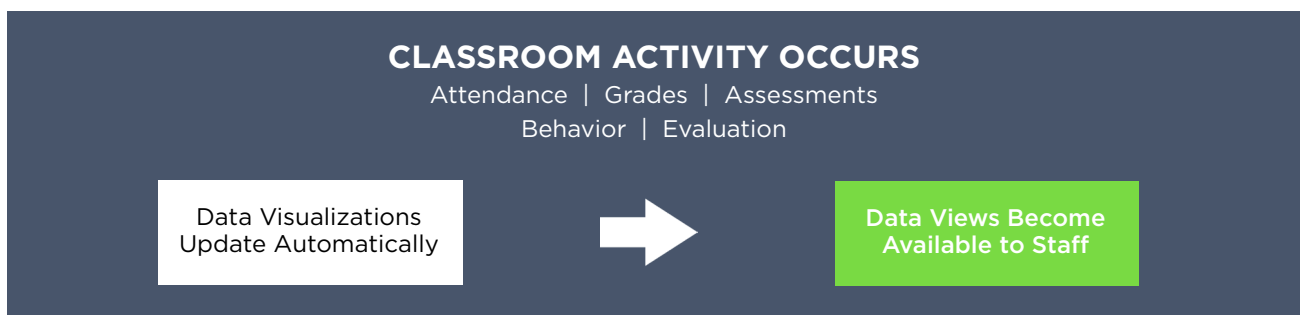 CLASSROOM ACTIVITY OCCURS
Attendance | Grades | Assessments
Behavior | Evaluation
Data Visualizations
Update Automatically
Data Views Become
Available to Staff